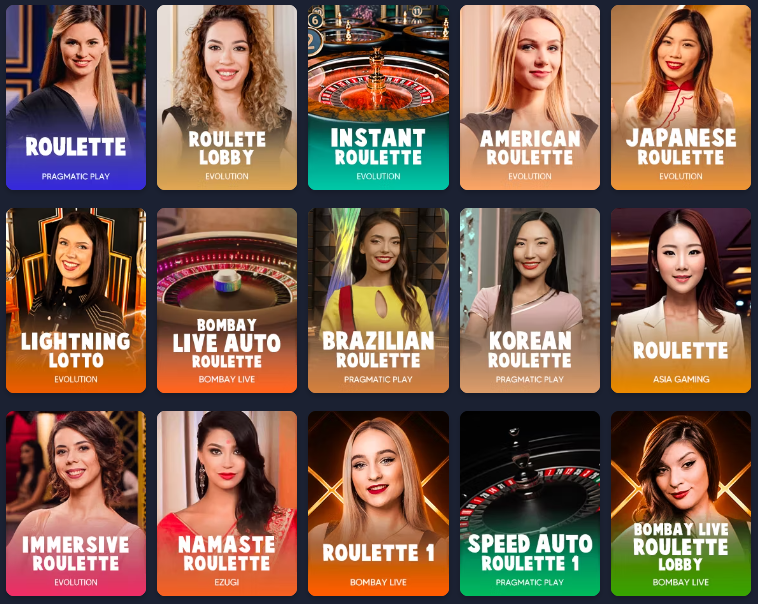 ROULETTE
PRAGMATIC PLAY
ROULETE
LOBBY
EVOLUTION
INSTANT
ROULETTE
EVOLUTION
AMERICAN
ROULETTE
EVOLUTION
JAPANESE
ROULETTE
EVOLUTION
LIGHTNING
LOTTO
EVOLUTION
BOMBAY
LIVE AUTO
ROULETTE
BOMBAY LIVE
BRAZILIAN
ROULETTE
PRAGMATIC PLAY
KOREAN
ROULETTE
PRAGMATIC PLAY
ROULETTE
ASIA GAMING
IMMERSIVE
ROULETTE
EVOLUTION
NAMASTE
ROULETTE
EZUGI
ROULETTE 1
BOMBAY LIVE
SPEED AUTO
ROULETTE 1
PRAGMATIC PLAY
BOMBAY LIVE
ROULETTE
LOBBY
BOMBAY LIVE